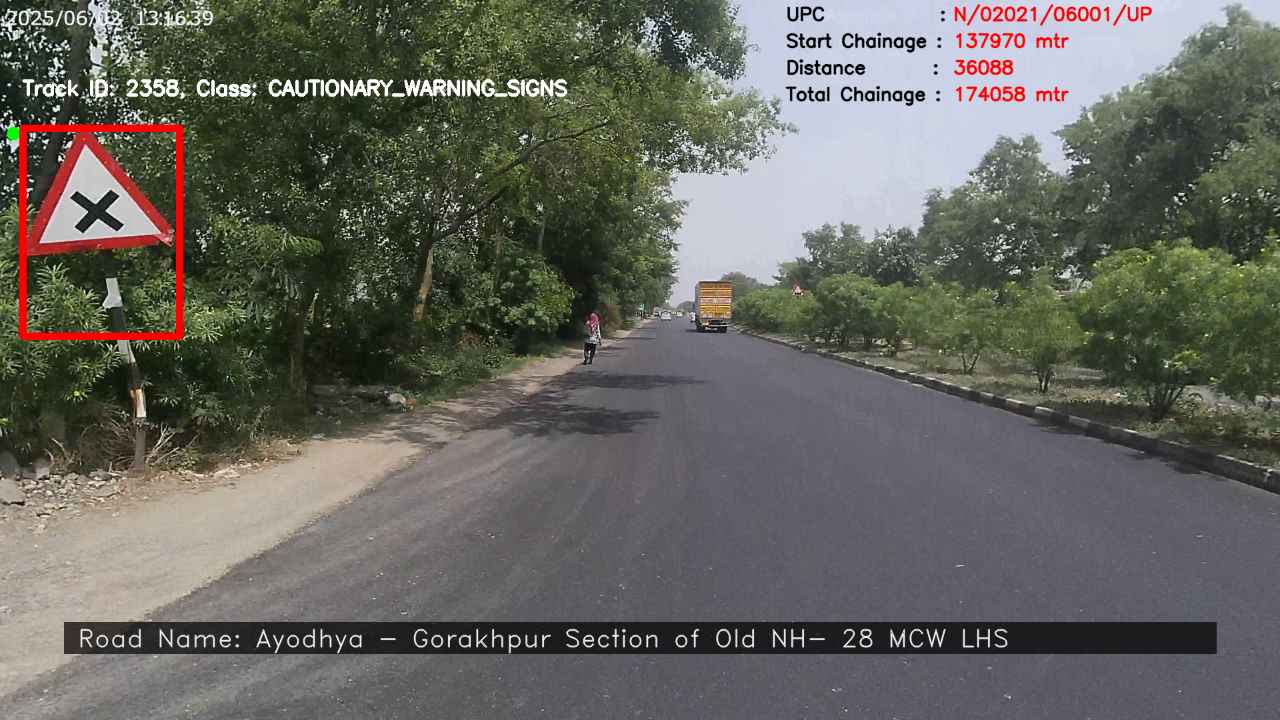 2025/06/02 13:16:39
UPC : N/02021/06001/UP
Start Chainage : 137970 mtr
Distance : 36088
Total Chainage : 174058 mtr
Track ID: 2358, Class: CAUTIONARY_WARNING_SIGNS
Road Name: Ayodhya - Gorakhpur Section of Old NH- 28 MCW LHS